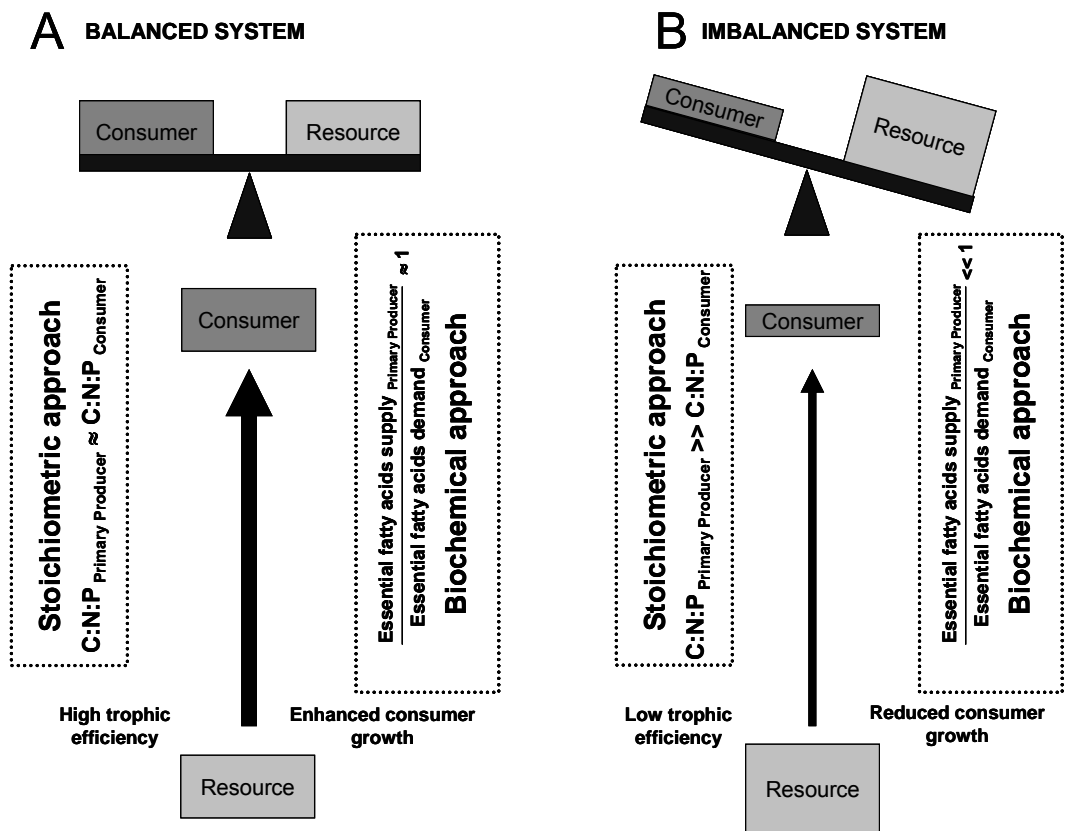 A BALANCED SYSTEM
Consumer
Resource
Stoichiometric approach
C:N:P Primary Producer ≈ C:N:P Consumer
Consumer
Essential fatty acids supply Primary Producer ≈ 1
Essential fatty acids demand Consumer
Biochemical approach
High trophic
efficiency
Enhanced consumer
growth
Resource
B IMBALANCED SYSTEM
Consumer
Resource
Stoichiometric approach
C:N:P Primary Producer >> C:N:P Consumer
Consumer
Essential fatty acids supply Primary Producer << 1
Essential fatty acids demand Consumer
Biochemical approach
Low trophic
efficiency
Reduced consumer
growth
Resource